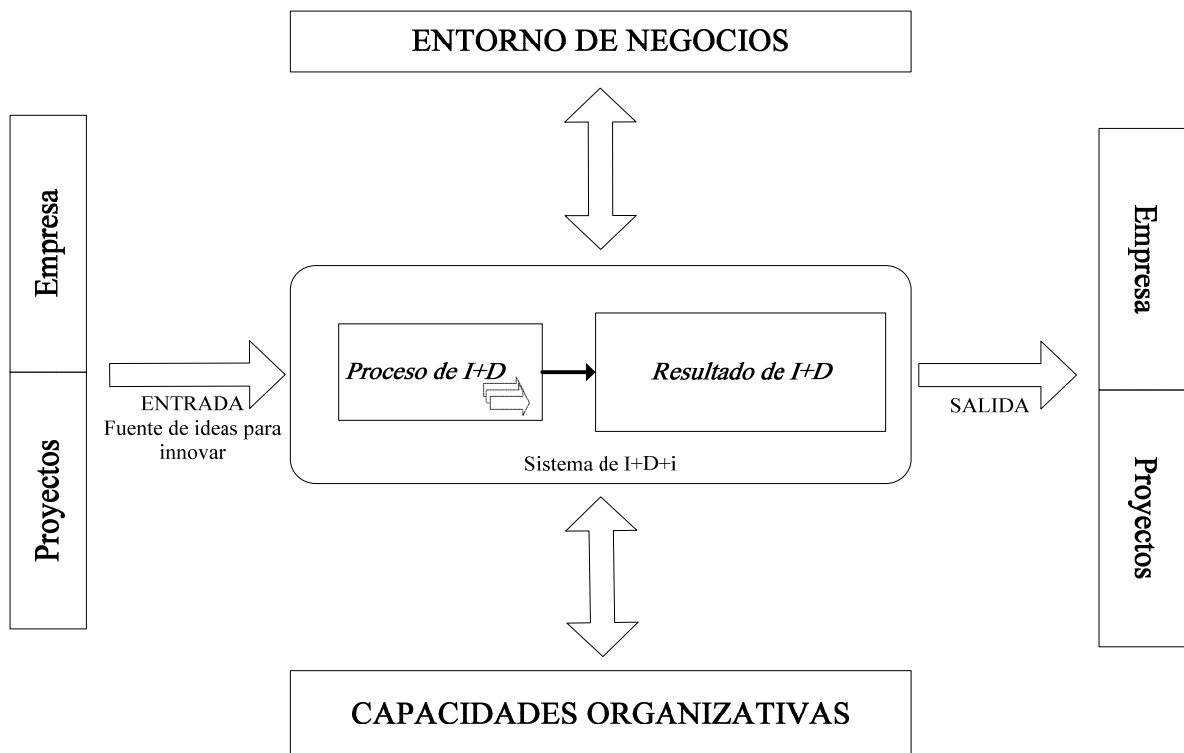 ENTORNO DE NEGOCIOS
Empresa
Proyectos
ENTRADA
Fuente de ideas para
innovar
Proceso de I+D
Resultado de I+D
Sistema de I+D+i
SALIDA
Empresa
Proyectos
CAPACIDADES ORGANIZATIVAS